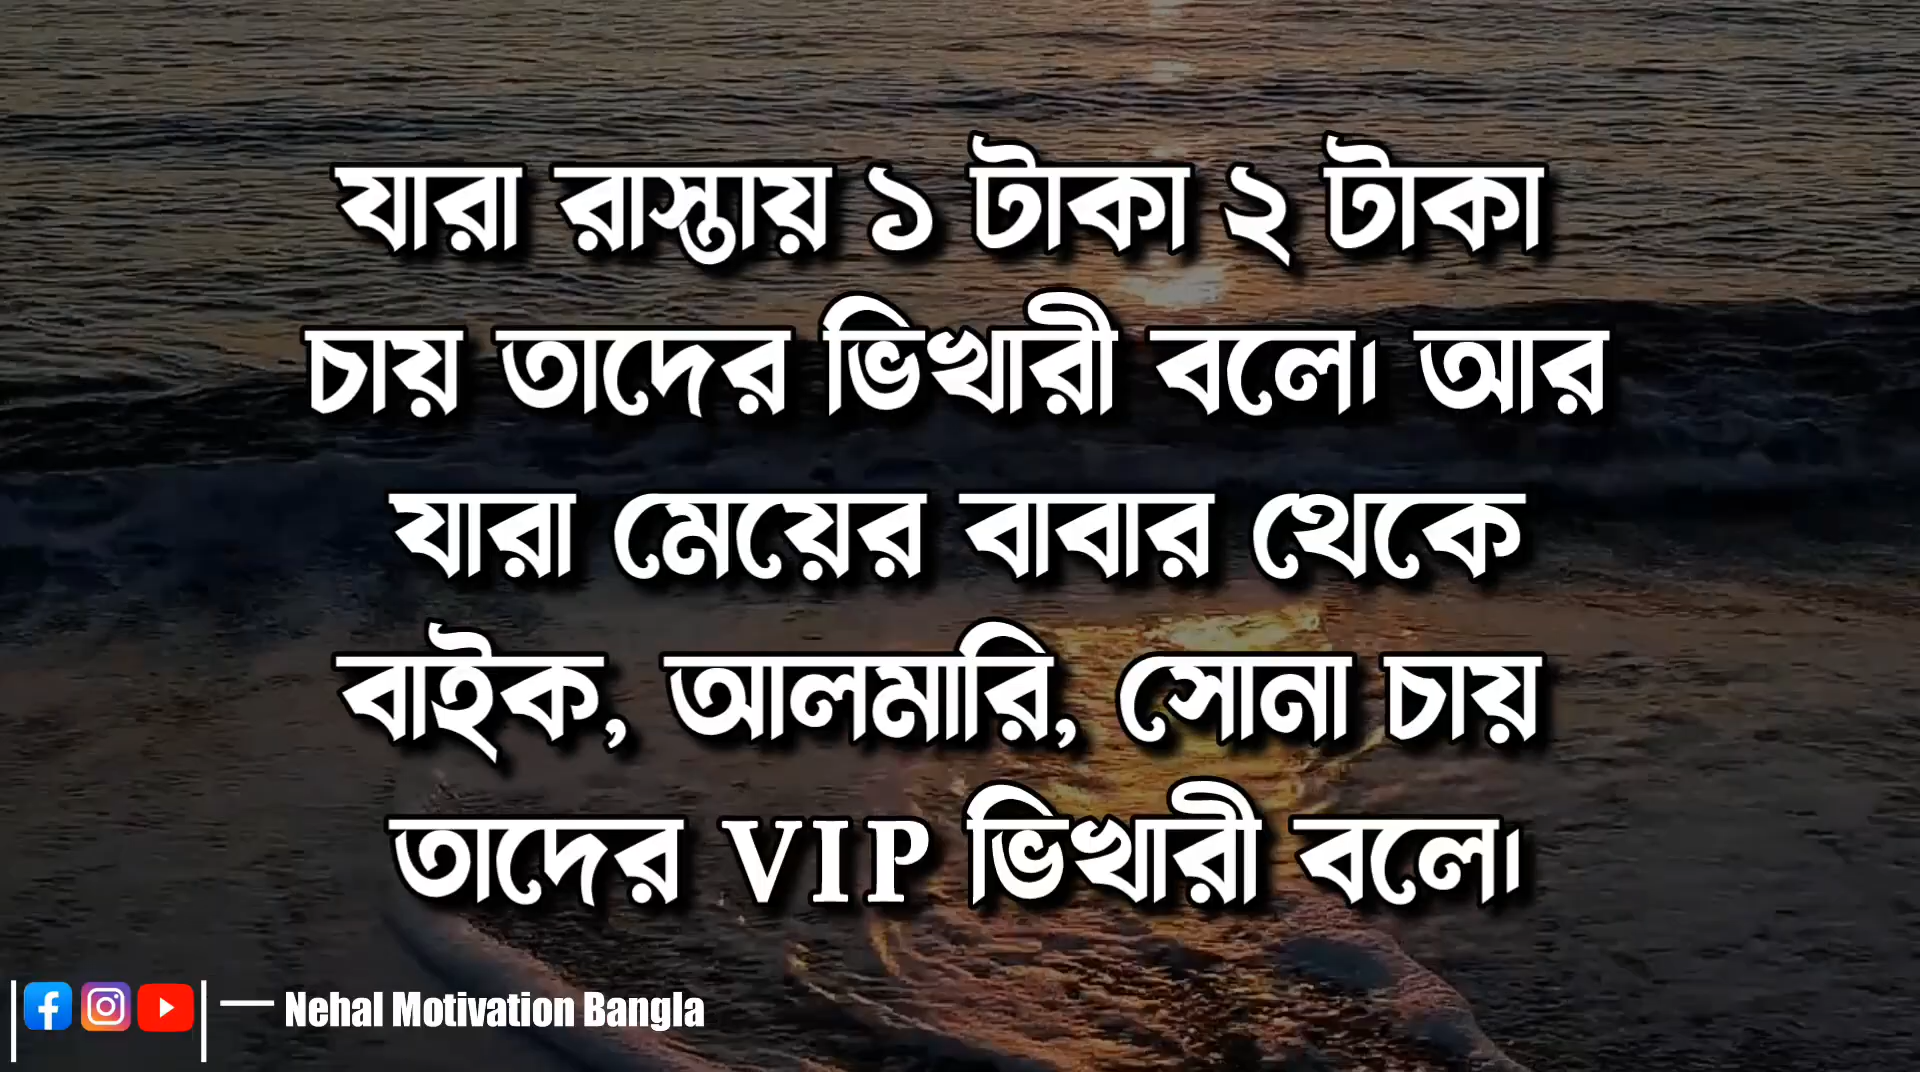 যারা রাস্তায় ১ টাকা ২ টাকা
চায় তাদের ভিখারী বলে। আর
যারা মেয়ের বাবার থেকে
বাইক, আলমারি, সোনা চায়
তাদের VIP ভিখারী বলে।
Nehal Motivation Bangla